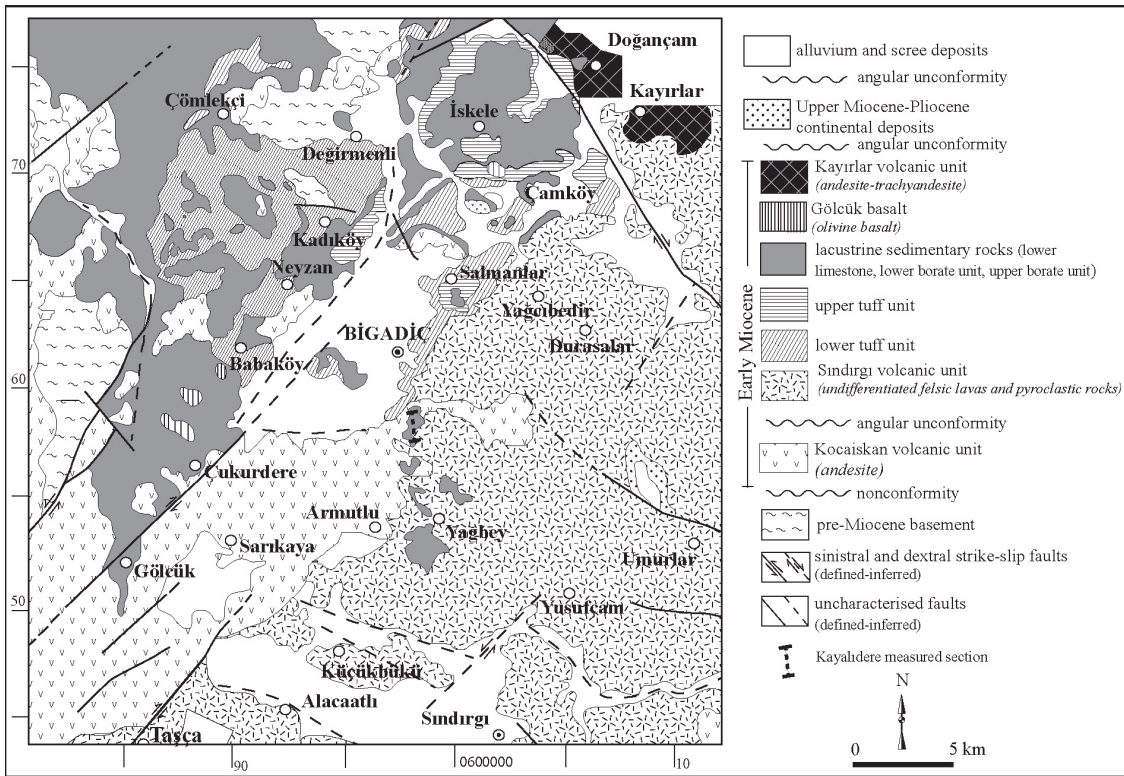 Doğançam
Kayırlar
Çömlekçi
İskele
Değirmenli
70
Çamköy
Kadıköy
Neyzan
Salmanlar
Yağcıbedir
BİGADİÇ
Durasalar
Babaköy
60
Çukurdere
Armutlu
Yağbey
Sarıkaya
Umurlar
Gölcük
50
Yusufçam
Küçükbükü
Alacaatlı
Sındırgı
Taşça
90
0600000
10
alluvium and scree deposits
angular unconformity
Upper Miocene-Pliocene
continental deposits
angular unconformity
Early Miocene
Kayırlar volcanic unit
(andesite-trachyandesite)
Gölcük basalt
(olivine basalt)
lacustrine sedimentary rocks (lower
limestone, lower borate unit, upper borate unit)
upper tuff unit
lower tuff unit
Sındırgı volcanic unit
(undifferentiated felsic lavas and pyroclastic rocks)
angular unconformity
Kocaiskan volcanic unit
(andesite)
nonconformity
pre-Miocene basement
sinistral and dextral strike-slip faults
(defined-inferred)
uncharacterised faults
(defined-inferred)
Kayalıdere measured section
N
0 5 km